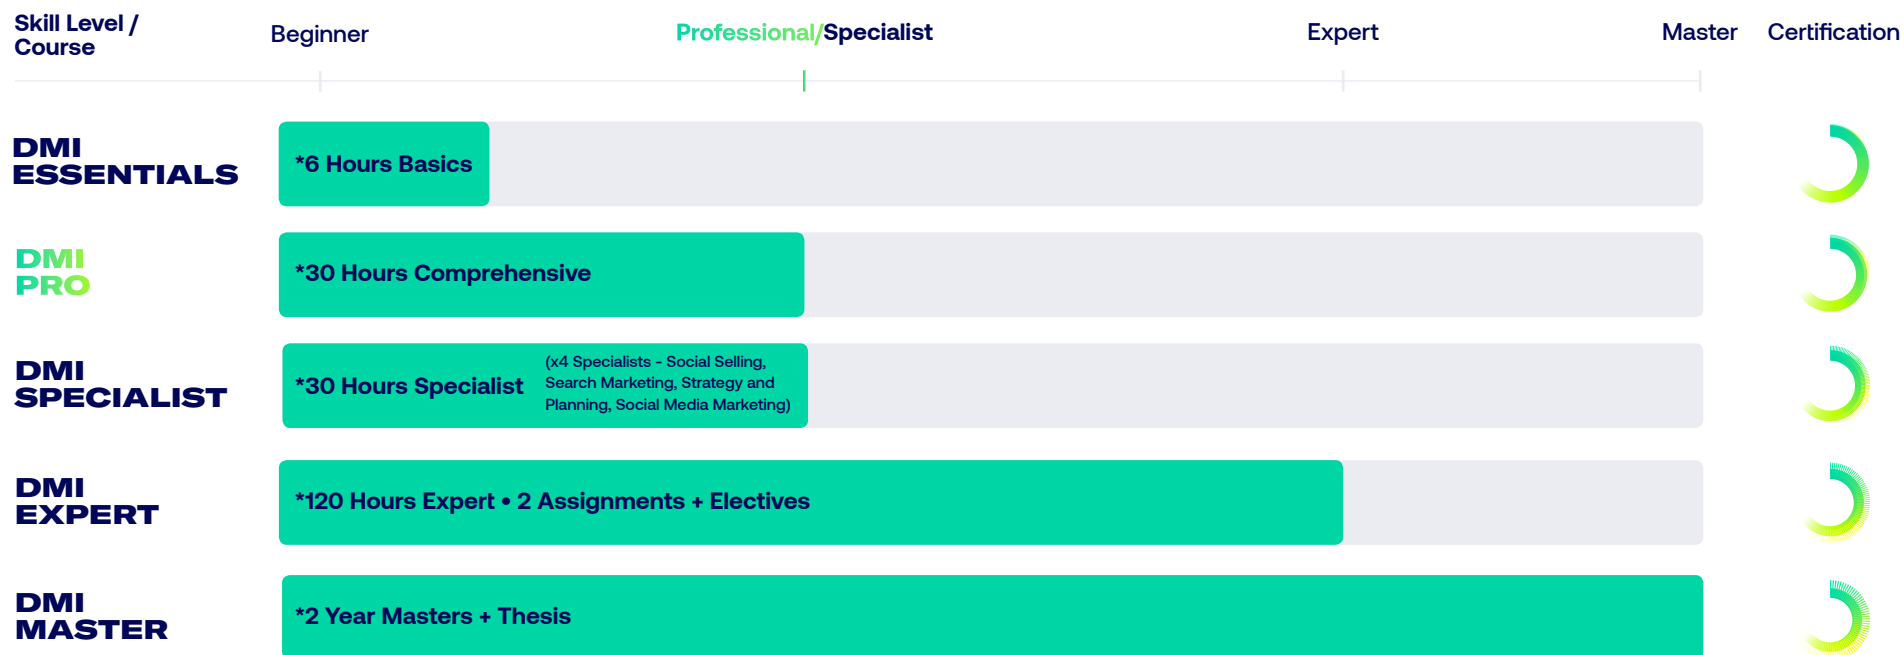 Skill Level /
Course
Beginner
Professional/Specialist
Expert
Master
Certification
DMI
ESSENTIALS
*6 Hours Basics
DMI
PRO
*30 Hours Comprehensive
DMI
SPECIALIST
*30 Hours Specialist
(x4 Specialists - Social Selling,
Search Marketing, Strategy and
Planning, Social Media Marketing)
DMI
EXPERT
*120 Hours Expert • 2 Assignments + Electives
DMI
MASTER
*2 Year Masters + Thesis